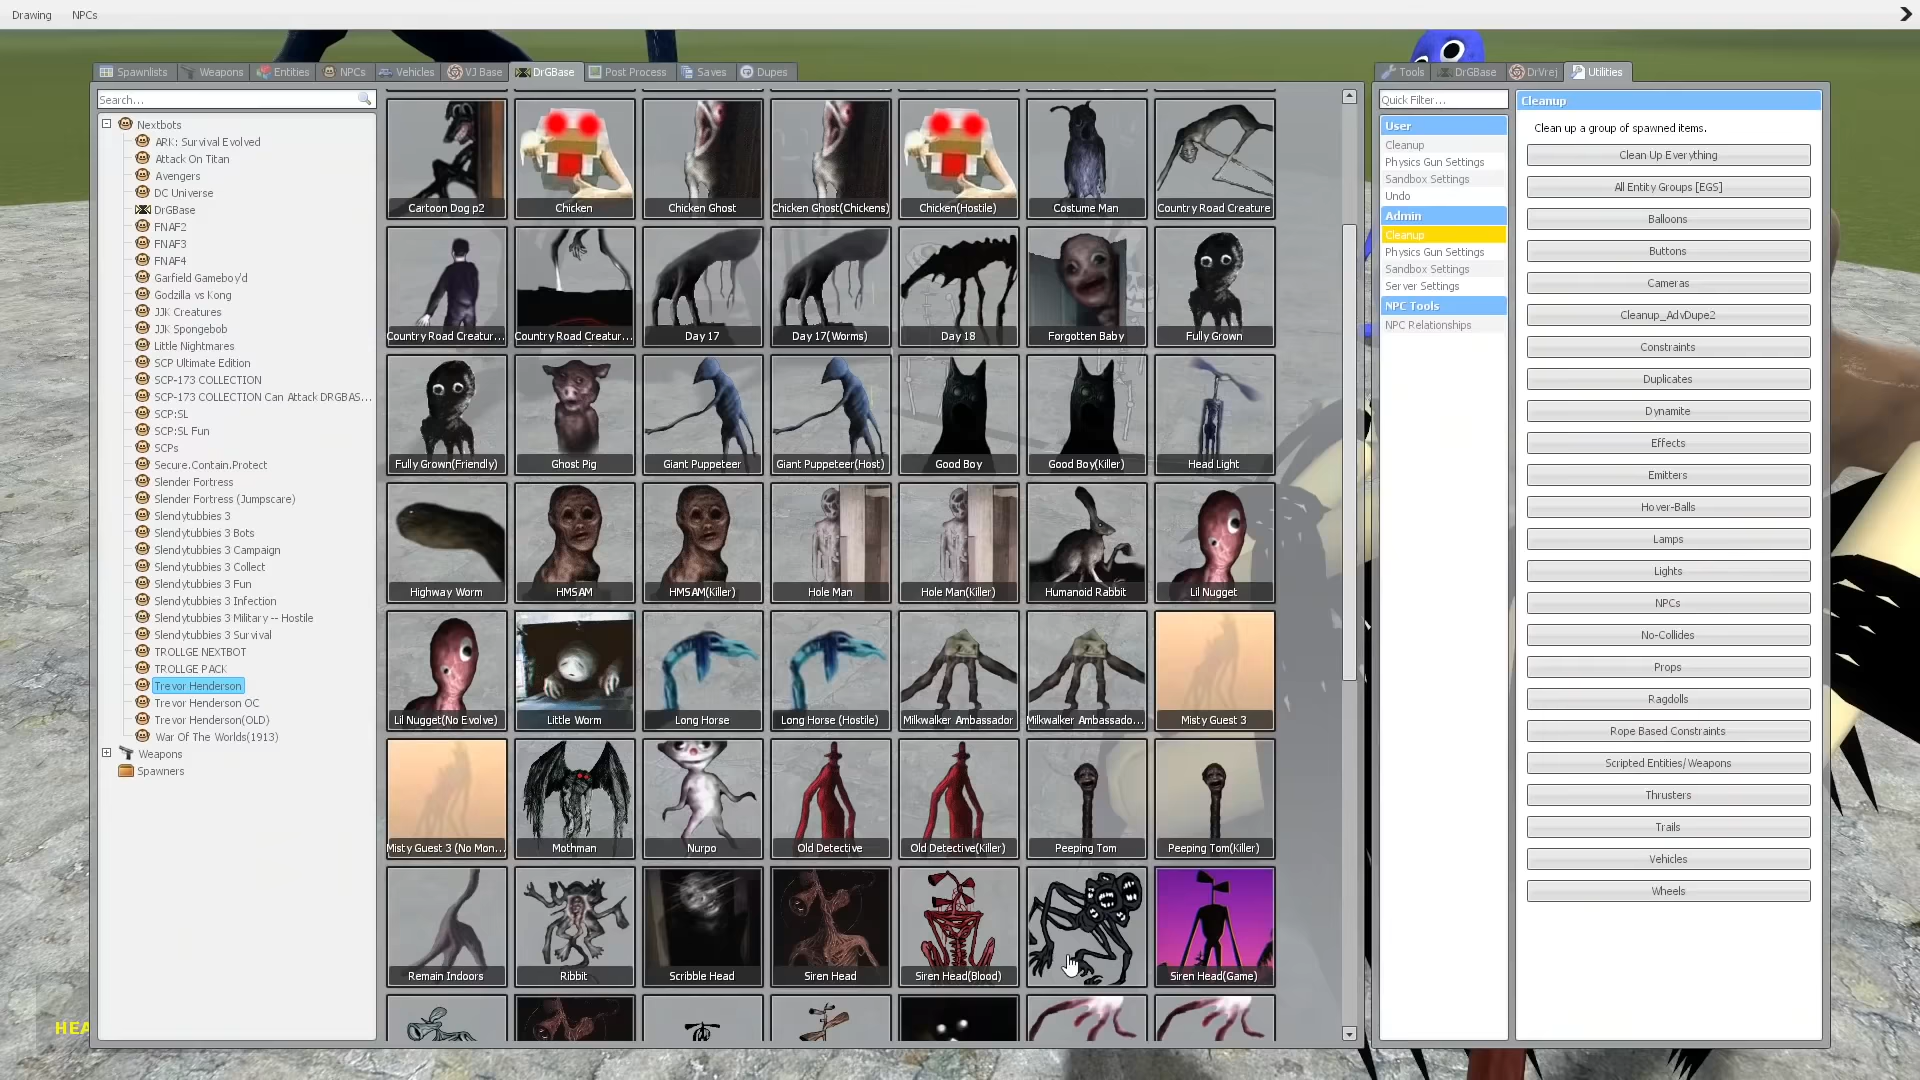 Drawing NPCs
Spawnlists Weapons Entities NPCs Vehicles VJ Base DrGBase Post Process Saves Dupes
Tools DrGBase DrVrej Utilities
Search...
Nextbots
ARK: Survival Evolved
Attack On Titan
Avengers
DC Universe
DrGBase
FNAF2
FNAF3
FNAF4
Garfield Gameboy'd
Godzilla vs Kong
JJK Creatures
JJK Spongebob
Little Nightmares
SCP Ultimate Edition
SCP-173 COLLECTION
SCP-173 COLLECTION Can Attack DRGBAS...
SCP:SL
SCP:SL Fun
SCPs
Secure.Contain.Protect
Slender Fortress
Slender Fortress (Jumpscare)
Slendytubbies 3
Slendytubbies 3 Bots
Slendytubbies 3 Campaign
Slendytubbies 3 Collect
Slendytubbies 3 Fun
Slendytubbies 3 Infection
Slendytubbies 3 Military -- Hostile
Slendytubbies 3 Survival
TROLLGE NEXTBOT
TROLLGE PACK
Trevor Henderson
Trevor Henderson OC
Trevor Henderson(OLD)
War Of The Worlds(1913)
Weapons
Spawners
HEA
Cartoon Dog p2 Chicken Chicken Ghost Chicken Ghost(Chickens) Chicken(Hostile) Costume Man Country Road Creature
Country Road Creatur... Country Road Creatur... Day 17 Day 17(Worms) Day 18 Forgotten Baby Fully Grown
Fully Grown(Friendly) Ghost Pig Giant Puppeteer Giant Puppeteer(Host) Good Boy Good Boy(Killer) Head Light
Highway Worm HMSAM HMSAM(Killer) Hole Man Hole Man(Killer) Humanoid Rabbit Lil Nugget
Lil Nugget(No Evolve) Little Worm Long Horse Long Horse (Hostile) Milkwalker Ambassador Milkwalker Ambassado... Misty Guest 3
Misty Guest 3 (No Mon... Mothman Nurpo Old Detective Old Detective(Killer) Peeping Tom Peeping Tom(Killer)
Remain Indoors Ribbit Scribble Head Siren Head Siren Head(Blood) Siren Head(Game)
Quick Filter...
User
Cleanup
Physics Gun Settings
Sandbox Settings
Undo
Admin
Cleanup
Physics Gun Settings
Sandbox Settings
Server Settings
NPC Tools
NPC Relationships
Cleanup
Clean up a group of spawned items.
Clean Up Everything
All Entity Groups [EGS]
Balloons
Buttons
Cameras
Cleanup_AdvDupe2
Constraints
Duplicates
Dynamite
Effects
Emitters
Hover-Balls
Lamps
Lights
NPCs
No-Collides
Props
Ragdolls
Rope Based Constraints
Scripted Entities/Weapons
Thrusters
Trails
Vehicles
Wheels